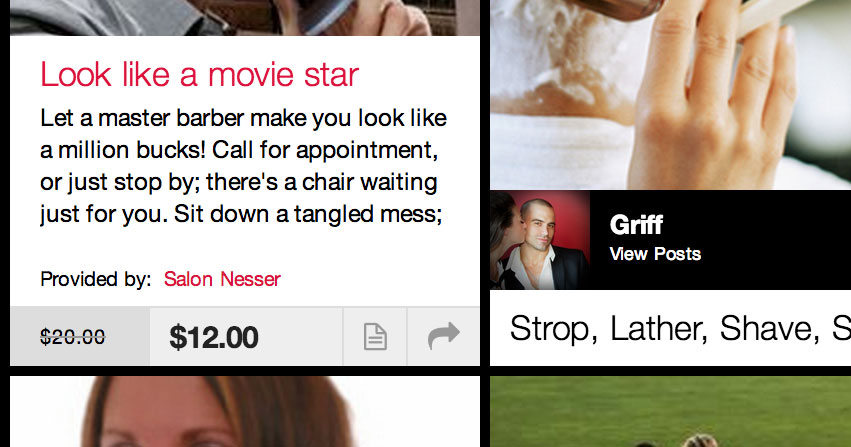 Look like a movie star
Let a master barber make you look like
a million bucks! Call for appointment,
or just stop by; there's a chair waiting
just for you. Sit down a tangled mess;
Provided by: Salon Nesser
$20.00
$12.00
Griff
View Posts
Strop, Lather, Shave, S